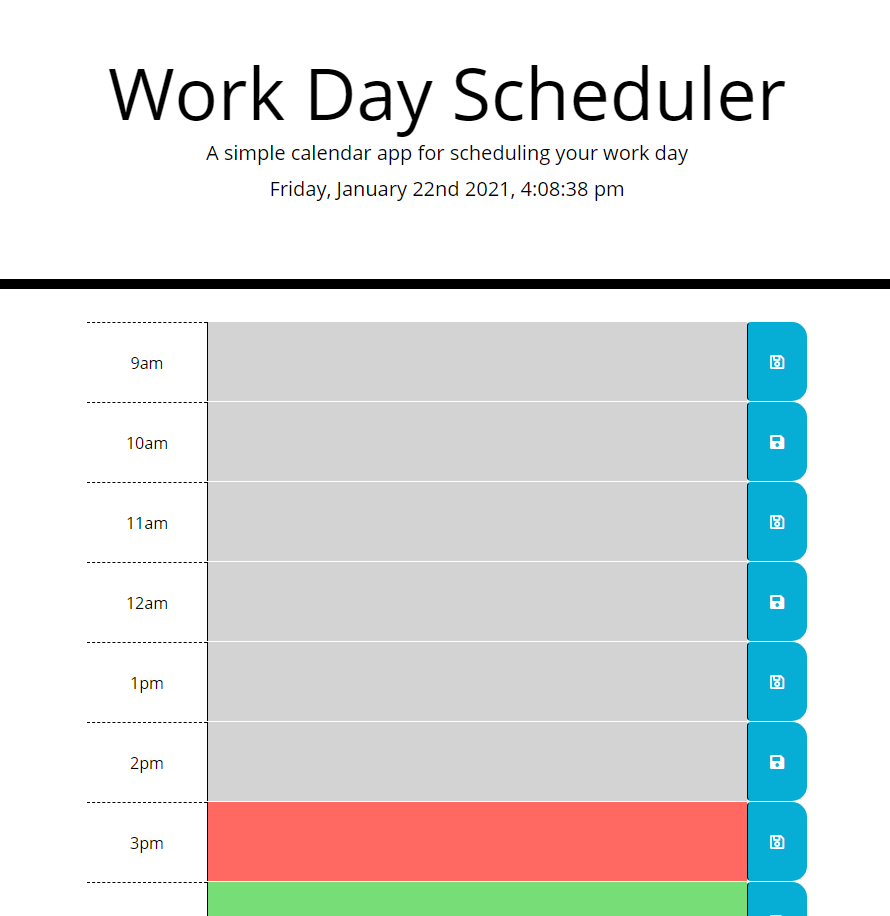 Work Day Scheduler
A simple calendar app for scheduling your work day
Friday, January 22nd 2021, 4:08:38 pm
9am
10am
11am
12am
1pm
2pm
3pm